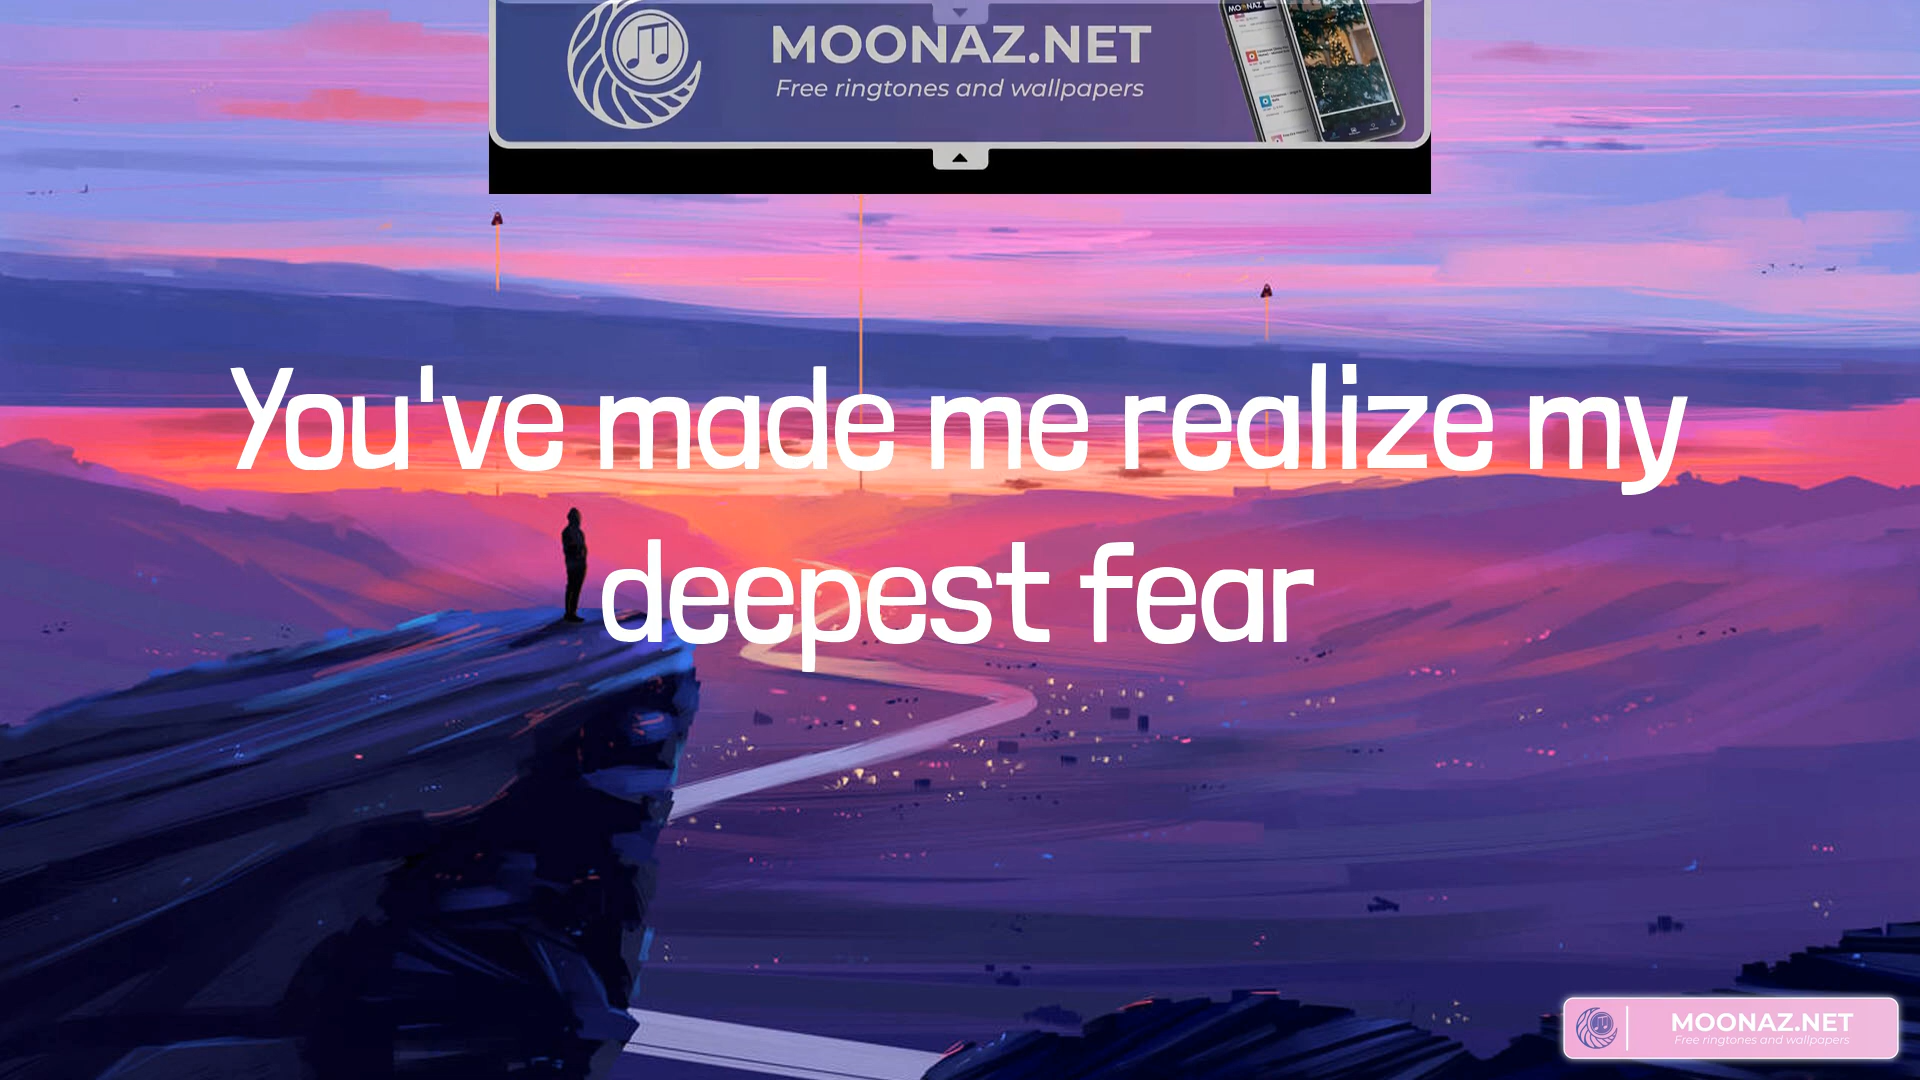 MOONAZ.NET
Free ringtones and wallpapers
You've made me realize my
deepest fear
MOONAZ.NET
Free ringtones and wallpapers